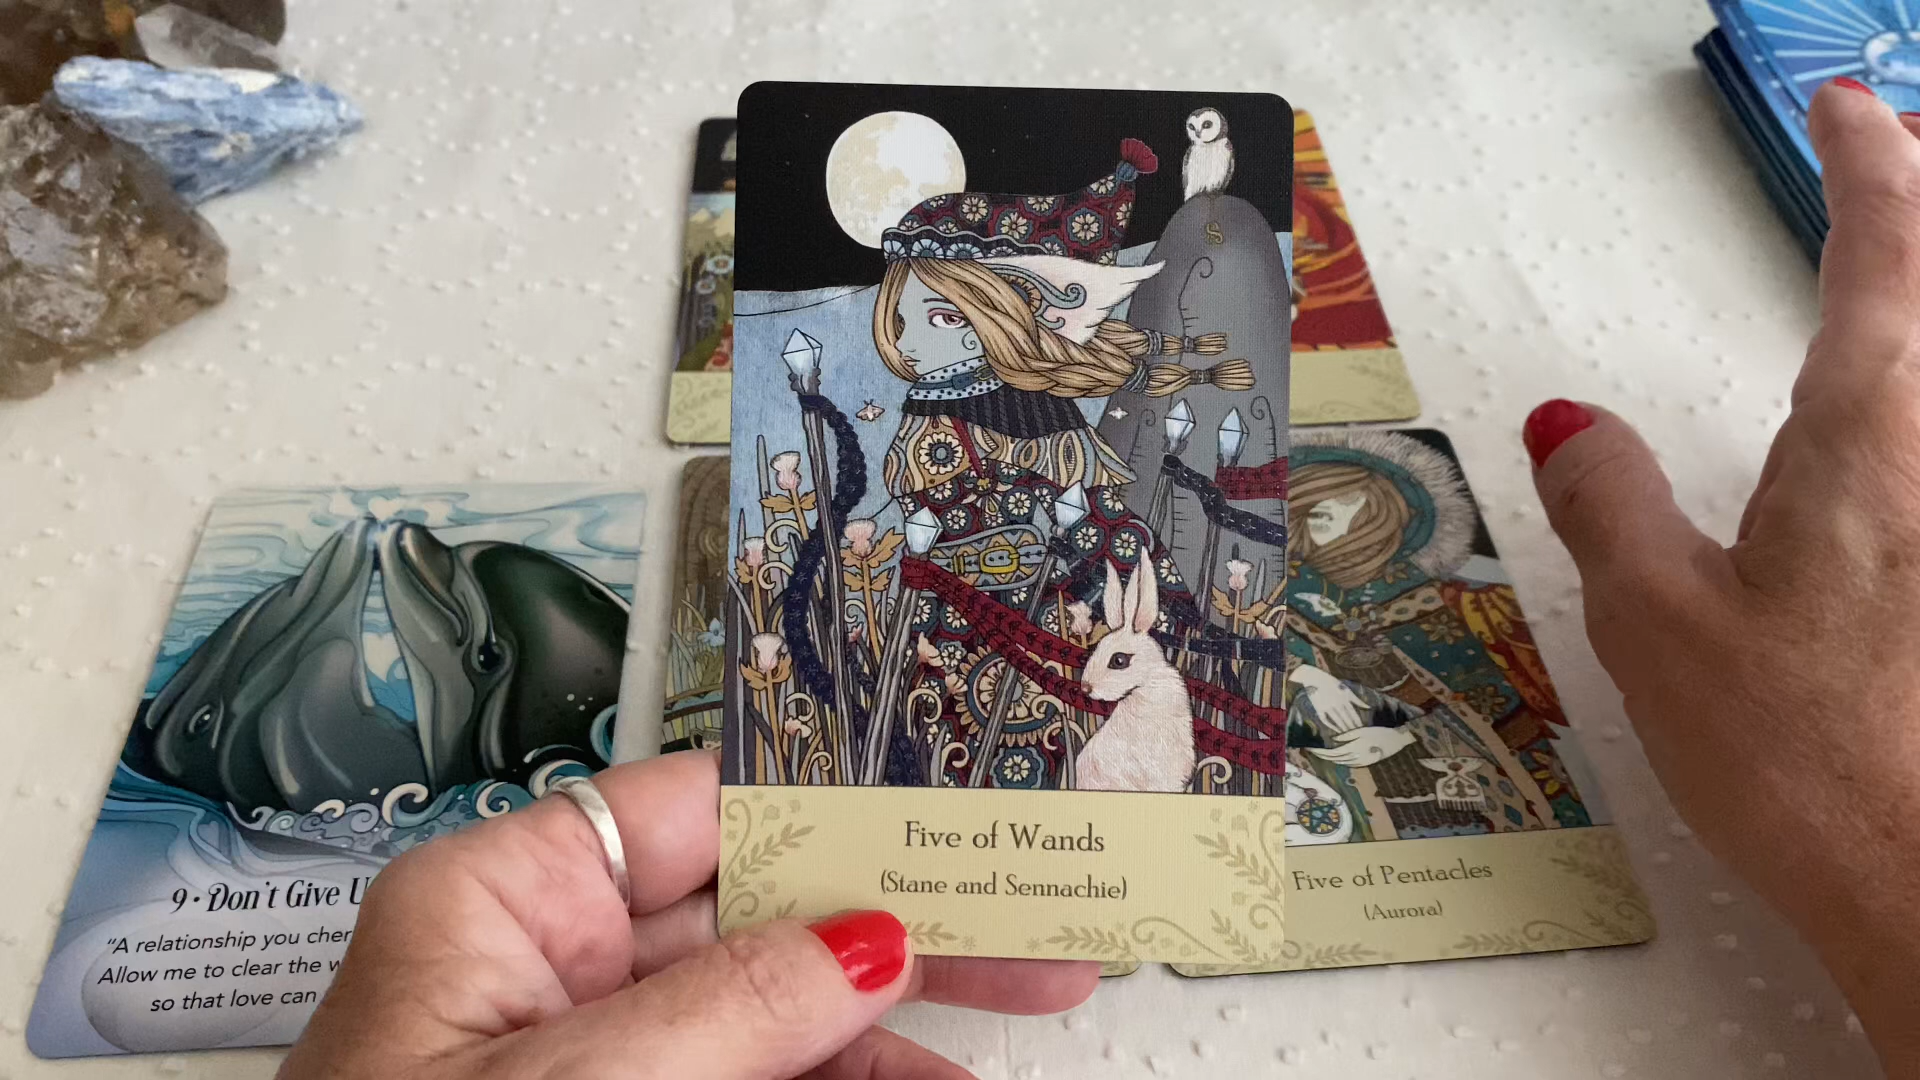 S
Five of Wands
(Stane and Sennachie)
Five of Pentacles
(Aurora)
9 • Don't Give
"A relationship you
Allow me to clear the
so that love can